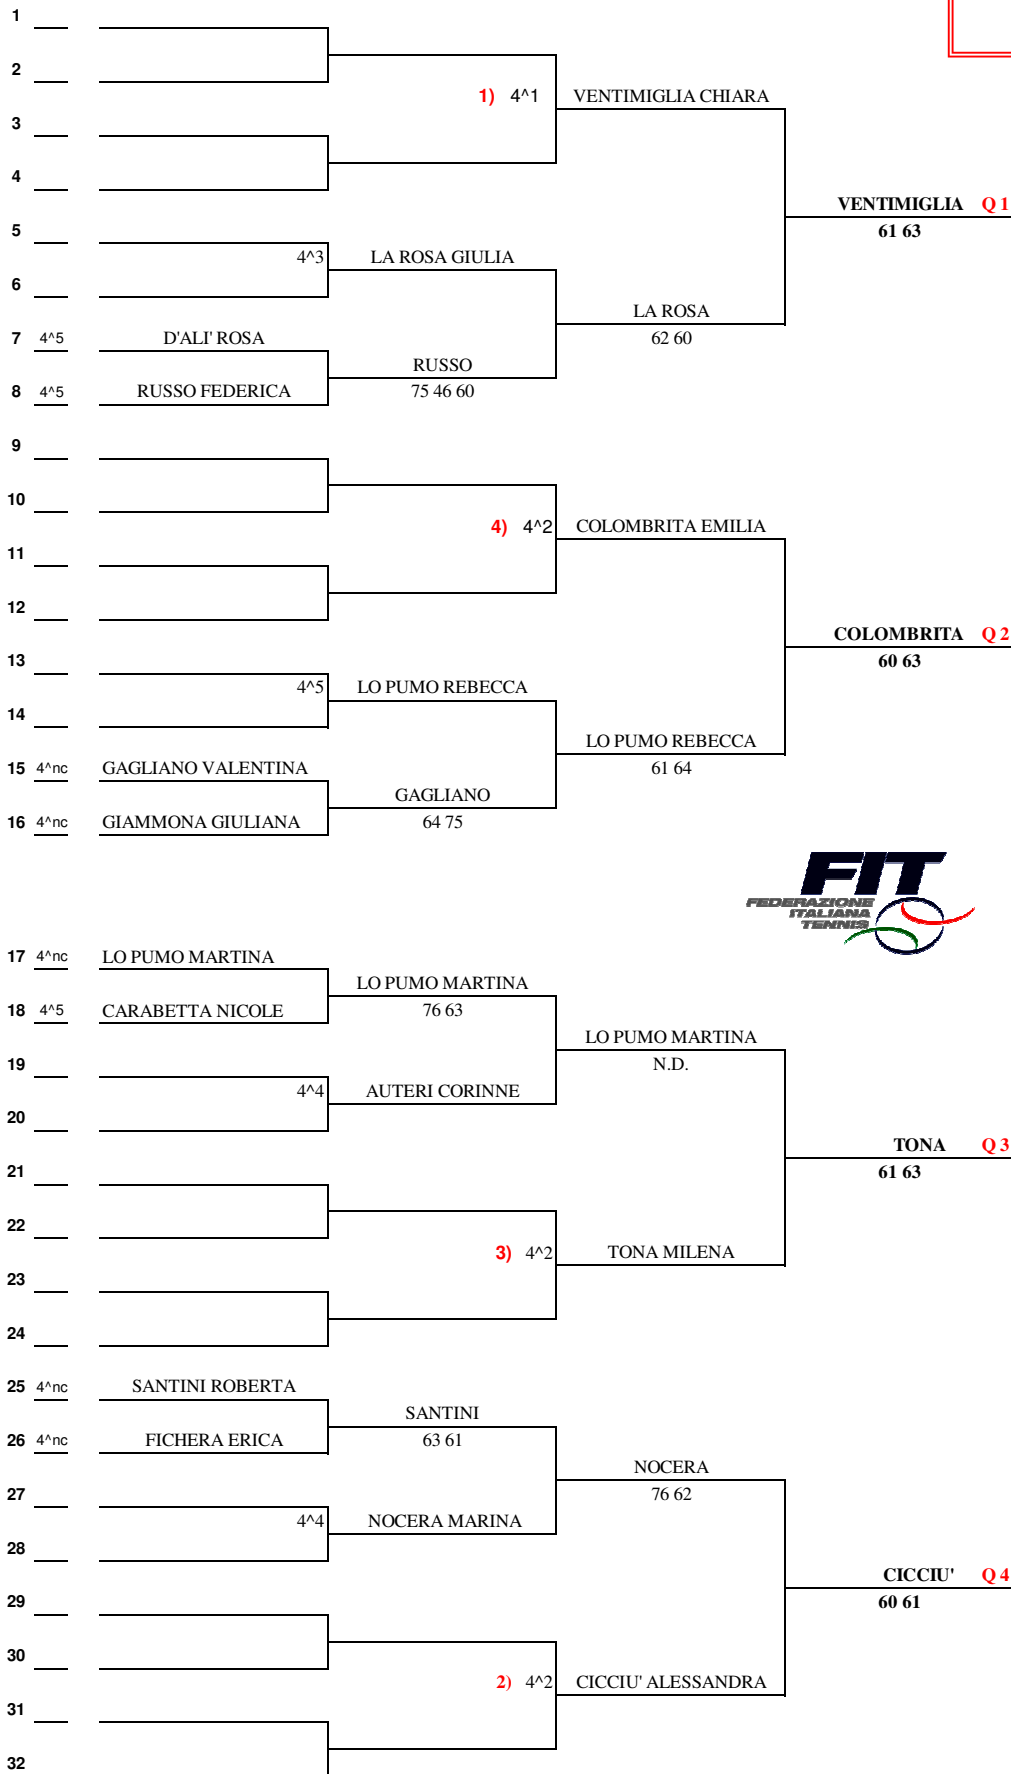 1
2
1) 4^1 VENTIMIGLIA CHIARA
3
4
VENTIMIGLIA Q 1
5
61 63
4^3 LA ROSA GIULIA
6
LA ROSA
7 4^5 D'ALI' ROSA
62 60
RUSSO
8 4^5 RUSSO FEDERICA
75 46 60
9
10
4) 4^2 COLOMBRITA EMILIA
11
12
COLOMBRITA Q 2
13
60 63
4^5 LO PUMO REBECCA
14
LO PUMO REBECCA
15 4^nc GAGLIANO VALENTINA
61 64
GAGLIANO
16 4^nc GIAMMONA GIULIANA
64 75
FIT
FEDERAZIONE
ITALIANA
TENNIS
17 4^nc LO PUMO MARTINA
LO PUMO MARTINA
18 4^5 CARABETTA NICOLE
76 63
LO PUMO MARTINA
19
N.D.
4^4 AUTERI CORINNE
20
TONA Q 3
21
61 63
22
3) 4^2 TONA MILENA
23
24
25 4^nc SANTINI ROBERTA
SANTINI
26 4^nc FICHERA ERICA
63 61
NOCERA
27
76 62
4^4 NOCERA MARINA
28
CICCIU' Q 4
29
60 61
30
2) 4^2 CICCIU' ALESSANDRA
31
32